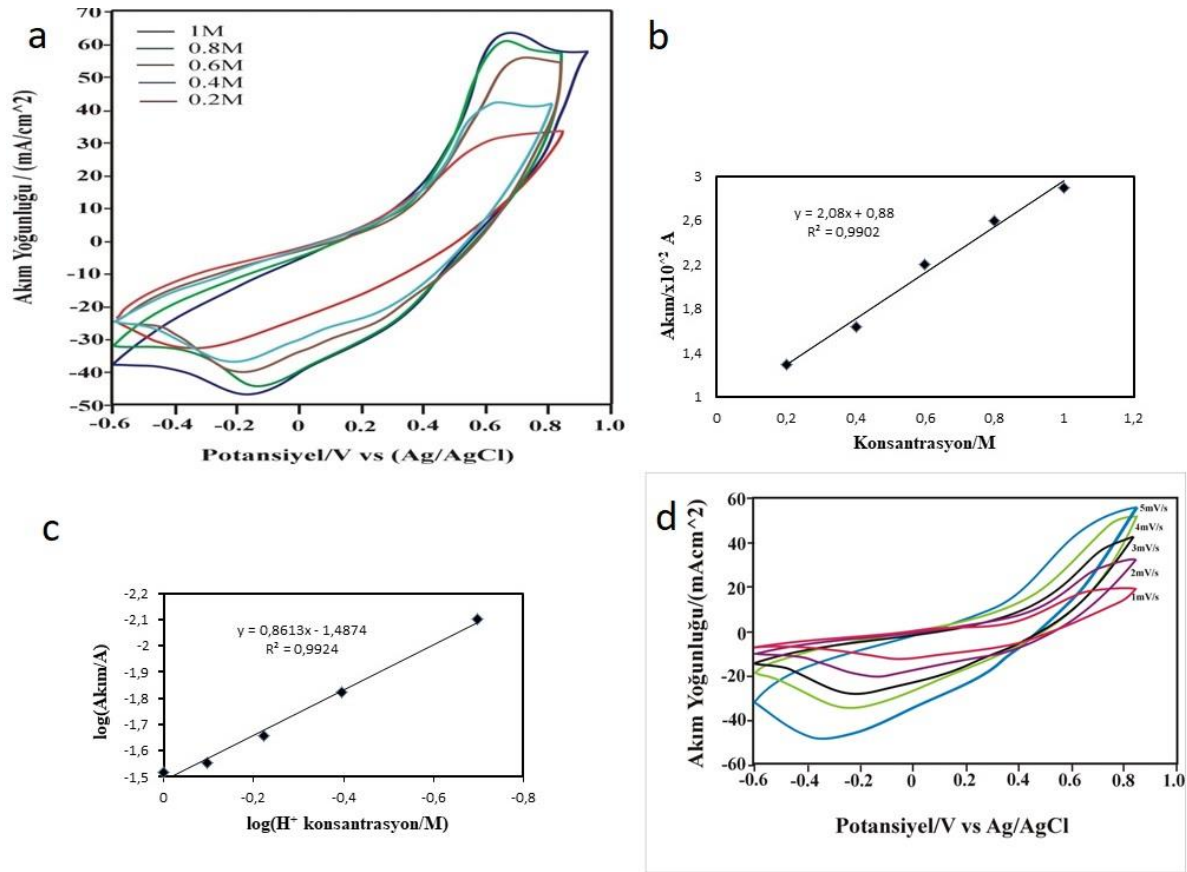 a
70
60
50
40
30
20
10
0
-10
-20
-30
-40
-50
1M
0.8M
0.6M
0.4M
0.2M
-0.6 -0.4 -0.2 0 0.2 0.4 0.6 0.8 1.0
Akım Yoğunluğu / (mA/cm^2)
Potansiyel/V vs (Ag/AgCl)
b
3
2,6
2,2
1,8
1,4
1
y = 2,08x + 0,88
R² = 0,9902
0 0,2 0,4 0,6 0,8 1 1,2
Akım/x10^-2 A
Konsantrasyon/M
c
-2,2
-2,1
-2
-1,9
-1,8
-1,7
-1,6
-1,5
y = 0,8613x - 1,4874
R² = 0,9924
0 -0,2 -0,4 -0,6 -0,8
log(Akım/A)
log(H⁺ konsantrasyon/M)
d
60
40
20
0
-20
-40
-60
5mV/s
4mV/s
3mV/s
2mV/s
1mV/s
-0.6 -0.4 -0.2 0 0.2 0.4 0.6 0.8 1.0
Akım Yoğunluğu/(mAcm^2)
Potansiyel/V vs Ag/AgCl